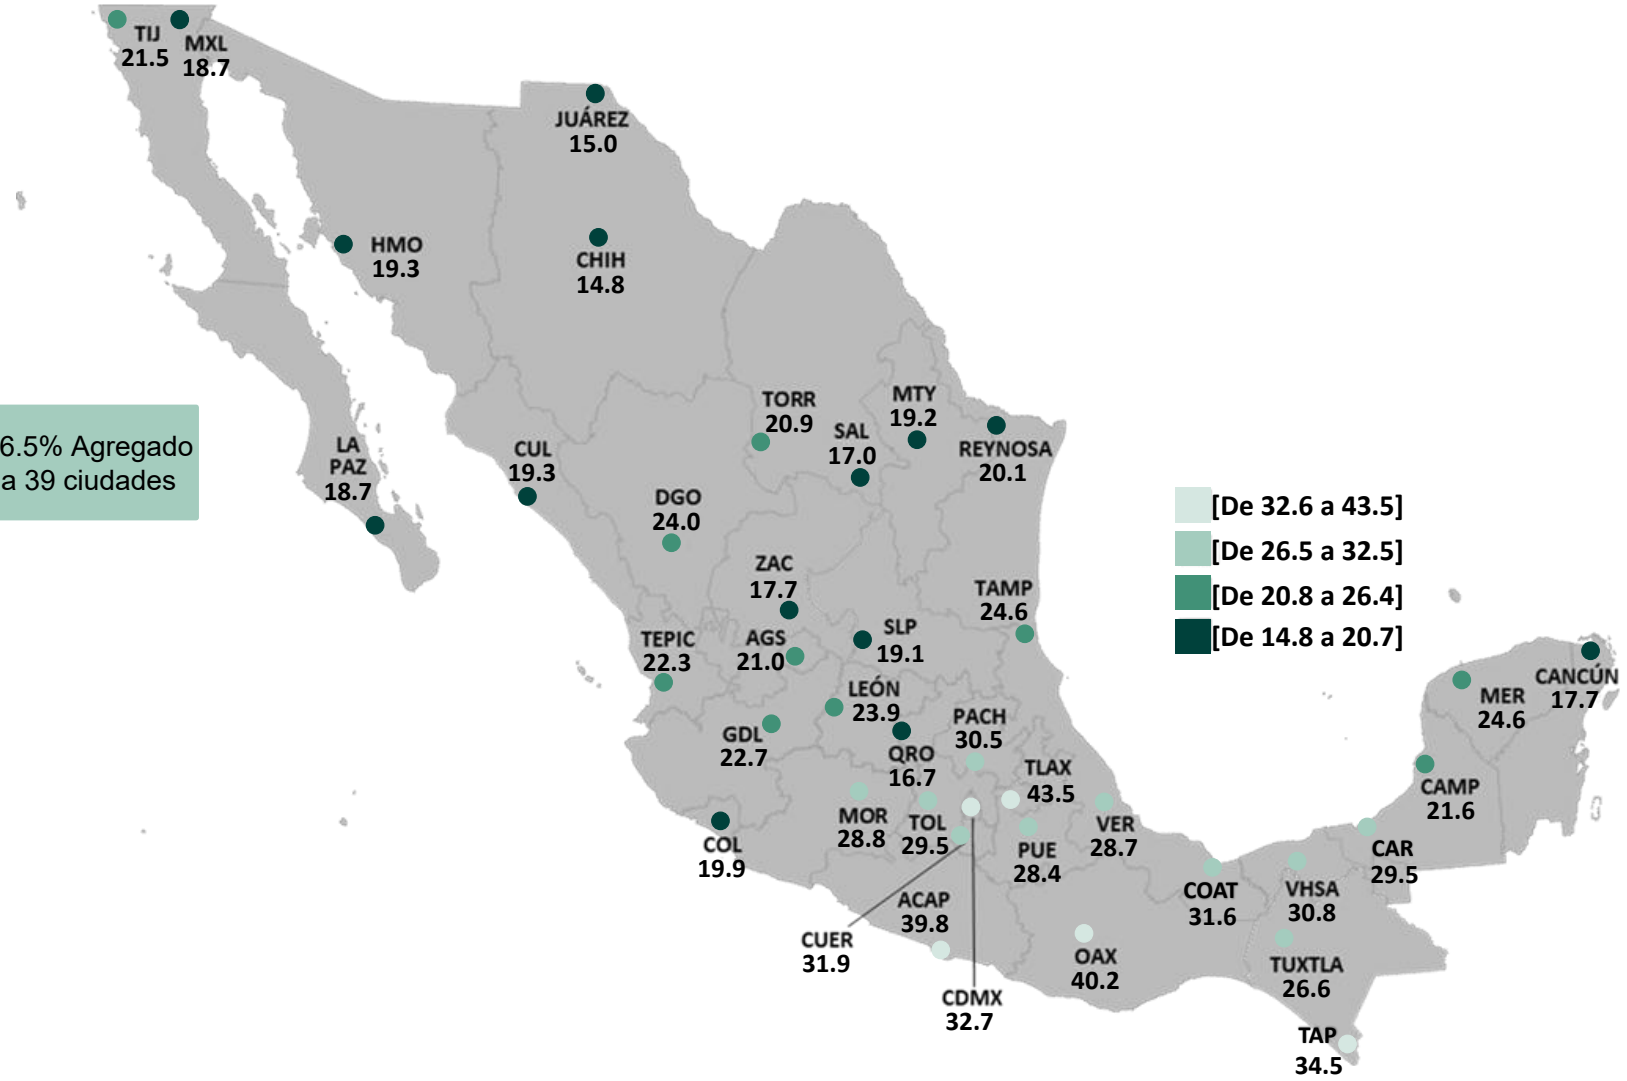 TIJ
21.5
MXL
18.7
JUÁREZ
15.0
HMO
19.3
CHIH
14.8
6.5% Agregado
a 39 ciudades
LA
PAZ
18.7
CUL
19.3
TORR
20.9
SAL
17.0
MTY
19.2
REYNOSA
20.1
DGO
24.0
ZAC
17.7
TAMP
24.6
[De 32.6 a 43.5]
[De 26.5 a 32.5]
[De 20.8 a 26.4]
[De 14.8 a 20.7]
TEPIC
22.3
AGS
21.0
SLP
19.1
LEÓN
23.9
GDL
22.7
QRO
16.7
PACH
30.5
TLAX
43.5
MER
24.6
CANCÚN
17.7
CAMP
21.6
COL
19.9
MOR
28.8
TOL
29.5
PUE
28.4
VER
28.7
CAR
29.5
ACAP
39.8
COAT
31.6
VHSA
30.8
CUER
31.9
CDMX
32.7
OAX
40.2
TUXTLA
26.6
TAP
34.5